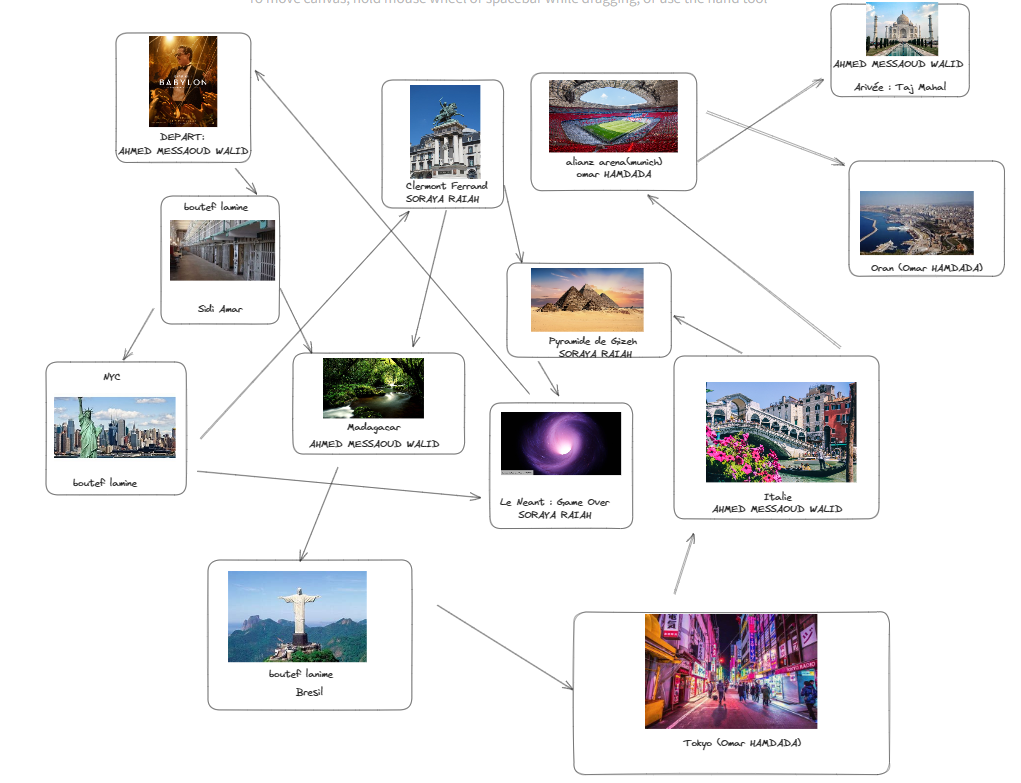 To move canvas, hold mouse wheel or spacebar while dragging, or use the hand tool
BABYLON
DEPART:
AHMED MESSAOUD WALID
boutef lamine
Sidi Amar
NYC
boutef lamine
Clermont Ferrand
SORAYA RAIAH
alianz arena(munich)
omar HAMDADA
AHMED MESSAOUD WALID
Arivée : Taj Mahal
Oran (Omar HAMDADA)
Pyramide de Gizeh
SORAYA RAIAH
Madagacar
AHMED MESSAOUD WALID
Le Neant : Game Over
SORAYA RAIAH
Italie
AHMED MESSAOUD WALID
boutef lanime
Bresil
Tokyo (Omar HAMDADA)